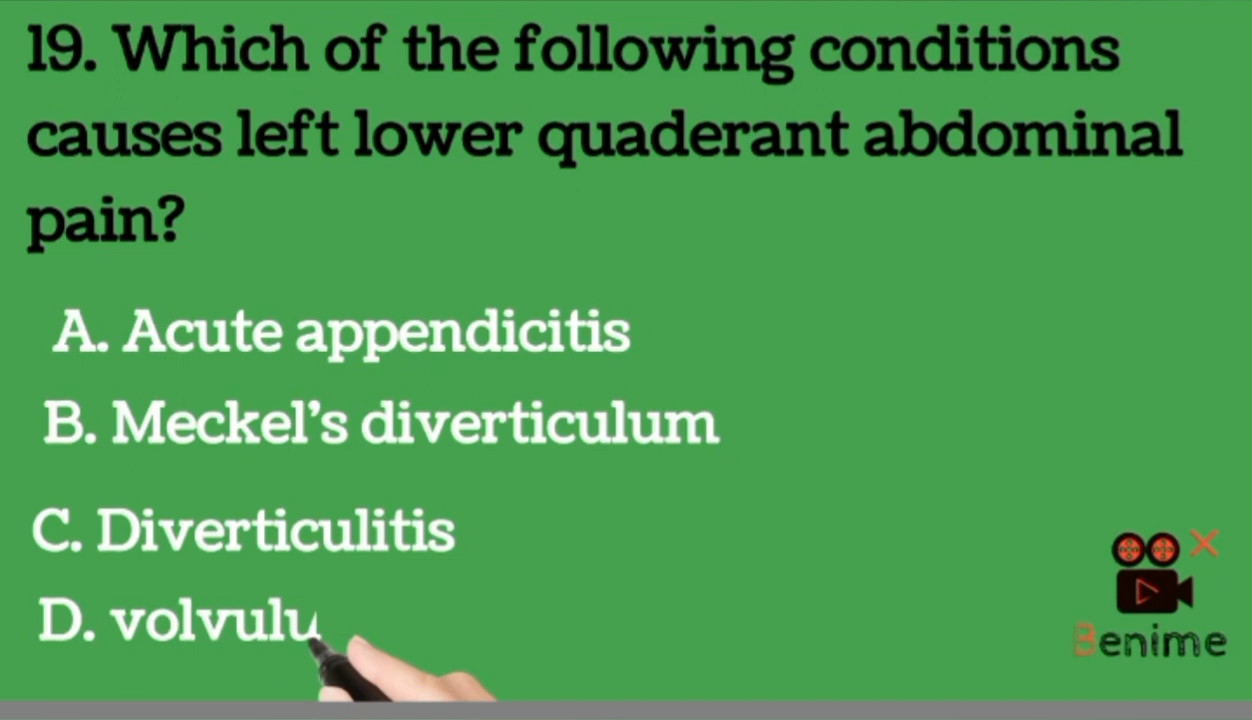 19. Which of the following conditions
causes left lower quaderant abdominal
pain?
A. Acute appendicitis
B. Meckel's diverticulum
C. Diverticulitis
D. volvulu
Benime